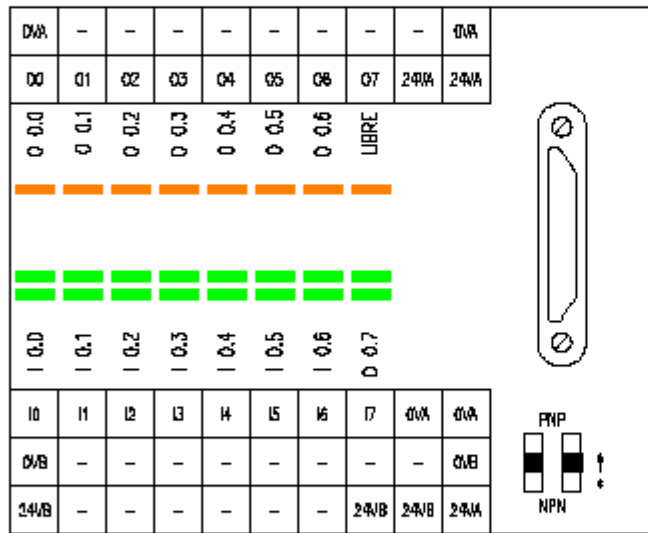 0VA - - - - - - - - 0VA
O0 O1 O2 O3 O4 O5 O6 O7 24VA 24VA
O 0.0 O 0.1 O 0.2 O 0.3 O 0.4 O 0.5 O 0.6 LIBRE
I 0.0 I 0.1 I 0.2 I 0.3 I 0.4 I 0.5 I 0.6 O 0.7
I0 I1 I2 I3 I4 I5 I6 I7 0VA 0VA
0VB - - - - - - - - 0VB
24VB - - - - - - 24VB 24VB 24VA
PNP
NPN